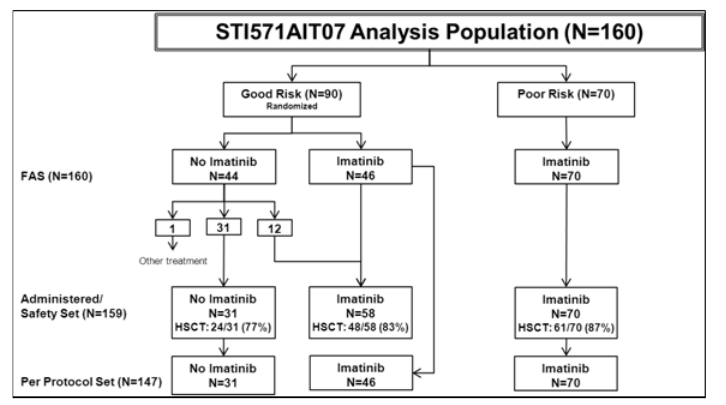 STI571AIT07 Analysis Population (N=160)
Good Risk (N=90)
Randomized
Poor Risk (N=70)
FAS (N=160)
No Imatinib
N=44
Imatinib
N=46
Imatinib
N=70
1
31
12
Other treatment
Administered/
Safety Set (N=159)
No Imatinib
N=31
HSCT: 24/31 (77%)
Imatinib
N=58
HSCT: 48/58 (83%)
Imatinib
N=70
HSCT: 61/70 (87%)
Per Protocol Set (N=147)
No Imatinib
N=31
Imatinib
N=46
Imatinib
N=70